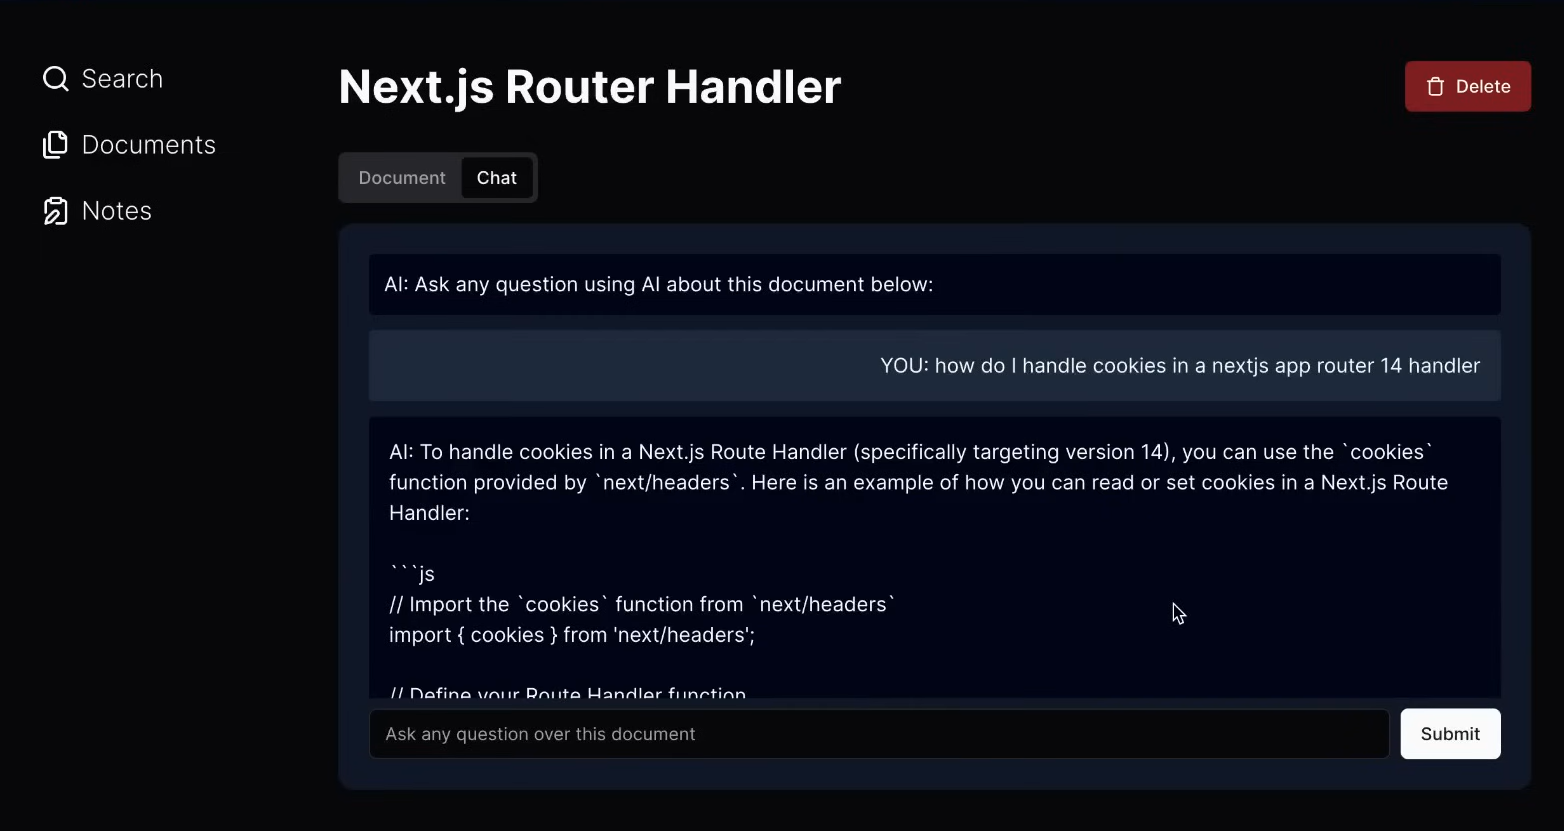 Search
Documents
Notes
Next.js Router Handler
Delete
Document
Chat
AI: Ask any question using AI about this document below:
YOU: how do I handle cookies in a nextjs app router 14 handler
AI: To handle cookies in a Next.js Route Handler (specifically targeting version 14), you can use the `cookies`
function provided by `next/headers`. Here is an example of how you can read or set cookies in a Next.js Route
Handler:
```js
// Import the `cookies` function from `next/headers`
import { cookies } from 'next/headers';
// Define your Route Handler function
Ask any question over this document
Submit